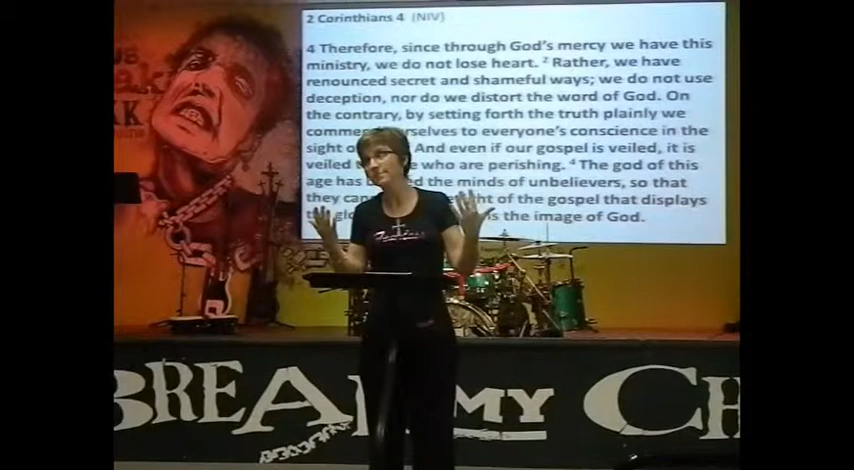 2 Corinthians 4 (NIV)
4 Therefore, since through God's mercy we have this
ministry, we do not lose heart. 2 Rather, we have
renounced secret and shameful ways; we do not use
deception, nor do we distort the word of God. On
the contrary, by setting forth the truth plainly we
selves to everyone's conscience in the
sight And even if our gospel is veiled, it is
veiled who are perishing. 4 The god of this
age has the minds of unbelievers, so that
they of the gospel that displays
is the image of God.
BREAK MY CH